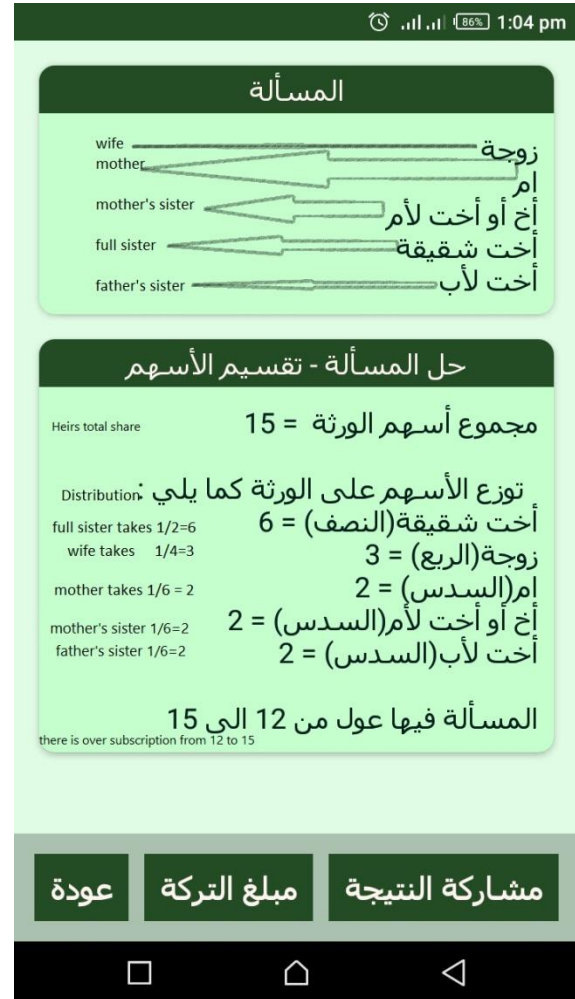 86% 1:04 pm
المسألة
زوجة wife
ام mother
أخ أو أخت لأم mother's sister
أخت شقيقة full sister
أخت لأب father's sister
حل المسألة - تقسيم الأسهم
مجموع أسهم الورثة = 15 Heirs total share
توزع الأسهم على الورثة كما يلي : Distribution
أخت شقيقة(النصف) = 6 full sister takes 1/2=6
زوجة(الربع) = 3 wife takes 1/4=3
ام(السدس) = 2 mother takes 1/6 = 2
أخ أو أخت لأم(السدس) = 2 mother's sister 1/6=2
أخت لأب(السدس) = 2 father's sister 1/6=2
المسألة فيها عول من 12 الى 15
there is over subscription from 12 to 15
مشاركة النتيجة مبلغ التركة عودة